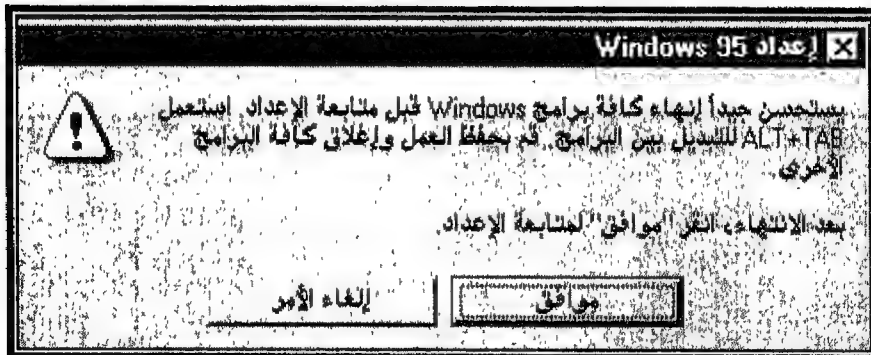 إعداد Windows 95
يستحسن جيداً إنهاء كافة برامج Windows قبل متابعة الإعداد. استعمل
ALT+TAB للتبديل بين البرامج. قم بحفظ العمل وإغلاق كافة البرامج
الأخرى.
بعد الانتهاء، انقر "موافق" لمتابعة الإعداد.
موافق
إلغاء الأمر